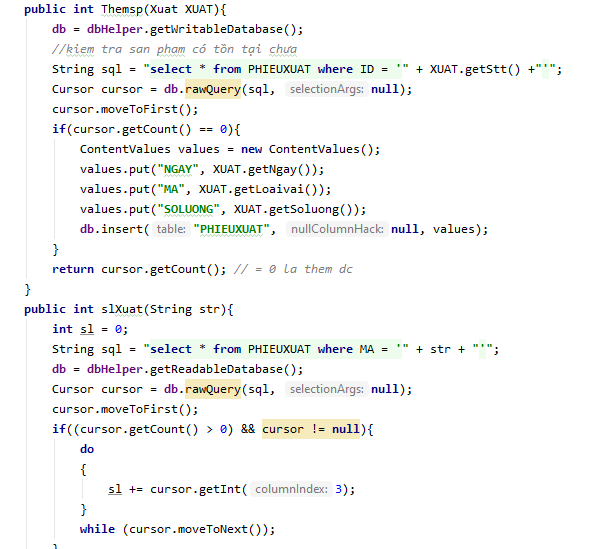 public int Themsp(Xuat XUAT){
db = dbHelper.getWritableDatabase();
//kiem tra san pham có tồn tại chưa
String sql = "select * from PHIEUXUAT where ID = '" + XUAT.getStt() +"'";
Cursor cursor = db.rawQuery(sql, selectionArgs: null);
cursor.moveToFirst();
if(cursor.getCount() == 0){
ContentValues values = new ContentValues();
values.put("NGAY", XUAT.getNgay());
values.put("MA", XUAT.getLoaivai());
values.put("SOLUONG", XUAT.getSoluong());
db.insert( table: "PHIEUXUAT", nullColumnHack: null, values);
}
return cursor.getCount(); // = 0 la them dc
}
public int slXuat(String str){
int sl = 0;
String sql = "select * from PHIEUXUAT where MA = '" + str + "'";
db = dbHelper.getReadableDatabase();
Cursor cursor = db.rawQuery(sql, selectionArgs: null);
cursor.moveToFirst();
if((cursor.getCount() > 0) && cursor != null){
do
{
sl += cursor.getInt( columnIndex: 3);
}
while (cursor.moveToNext());
}